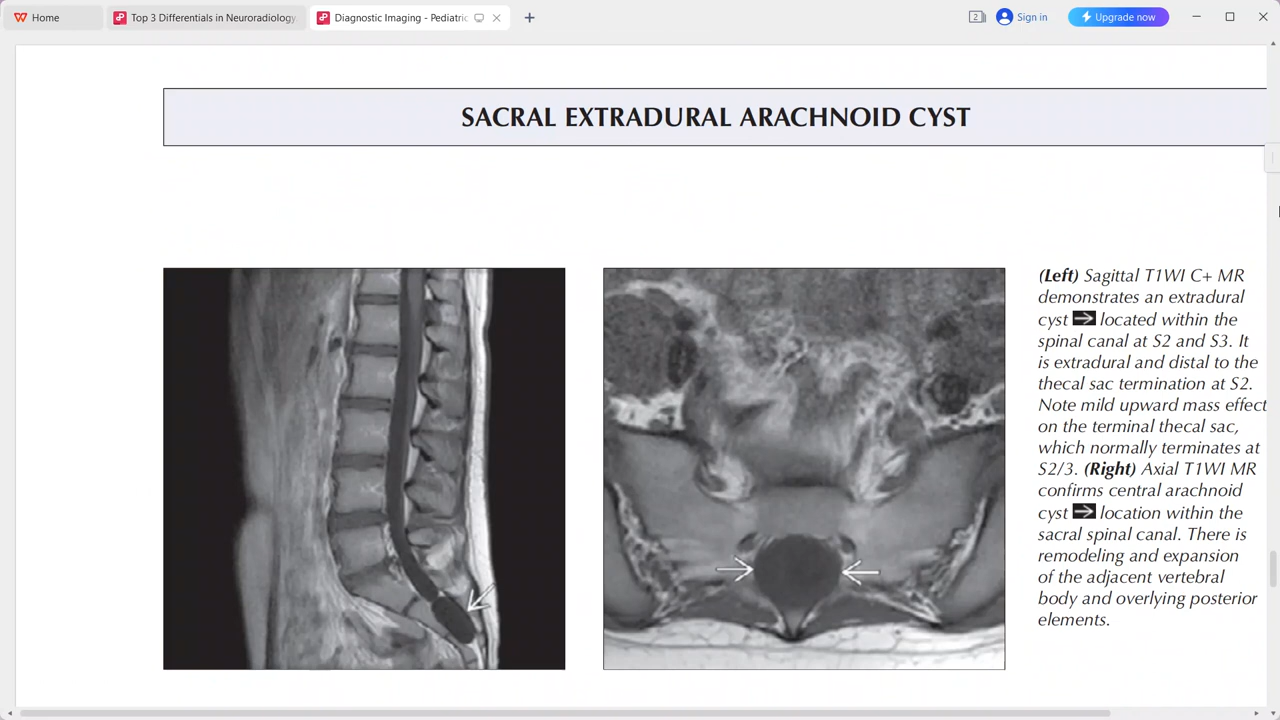 Home
Top 3 Differentials in Neuroradiology.
Diagnostic Imaging - Pediatric
2
Sign in
Upgrade now
SACRAL EXTRADURAL ARACHNOID CYST
(Left) Sagittal T1WI C+ MR
demonstrates an extradural
cyst located within the
spinal canal at S2 and S3. It
is extradural and distal to the
thecal sac termination at S2.
Note mild upward mass effect
on the terminal thecal sac,
which normally terminates at
S2/3. (Right) Axial T1WI MR
confirms central arachnoid
cyst location within the
sacral spinal canal. There is
remodeling and expansion
of the adjacent vertebral
body and overlying posterior
elements.